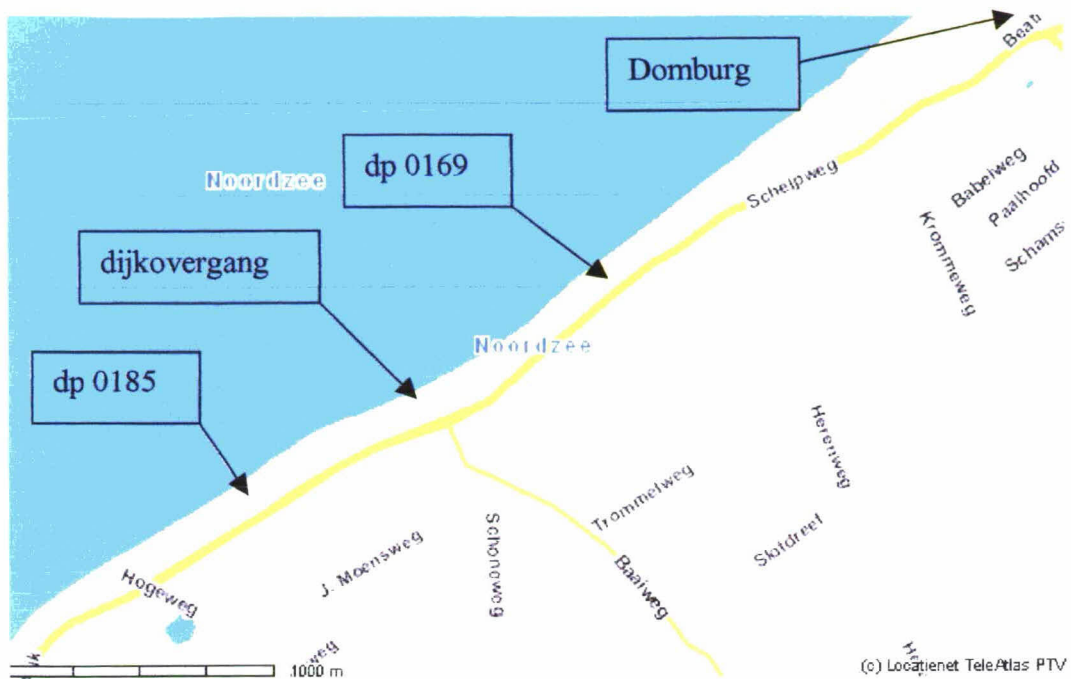 Domburg
Noordzee
dp 0169
Schelpweg
Babelweg
Paalhoofd
Krommeweg
dijkovergang
Noordzee
dp 0185
Herenweg
Trommelweg
Slotdreef
J. Moensweg
Schoneweg
Baaiweg
Hogeweg
1000 m
(c) Locatienet TeleAtlas PTV